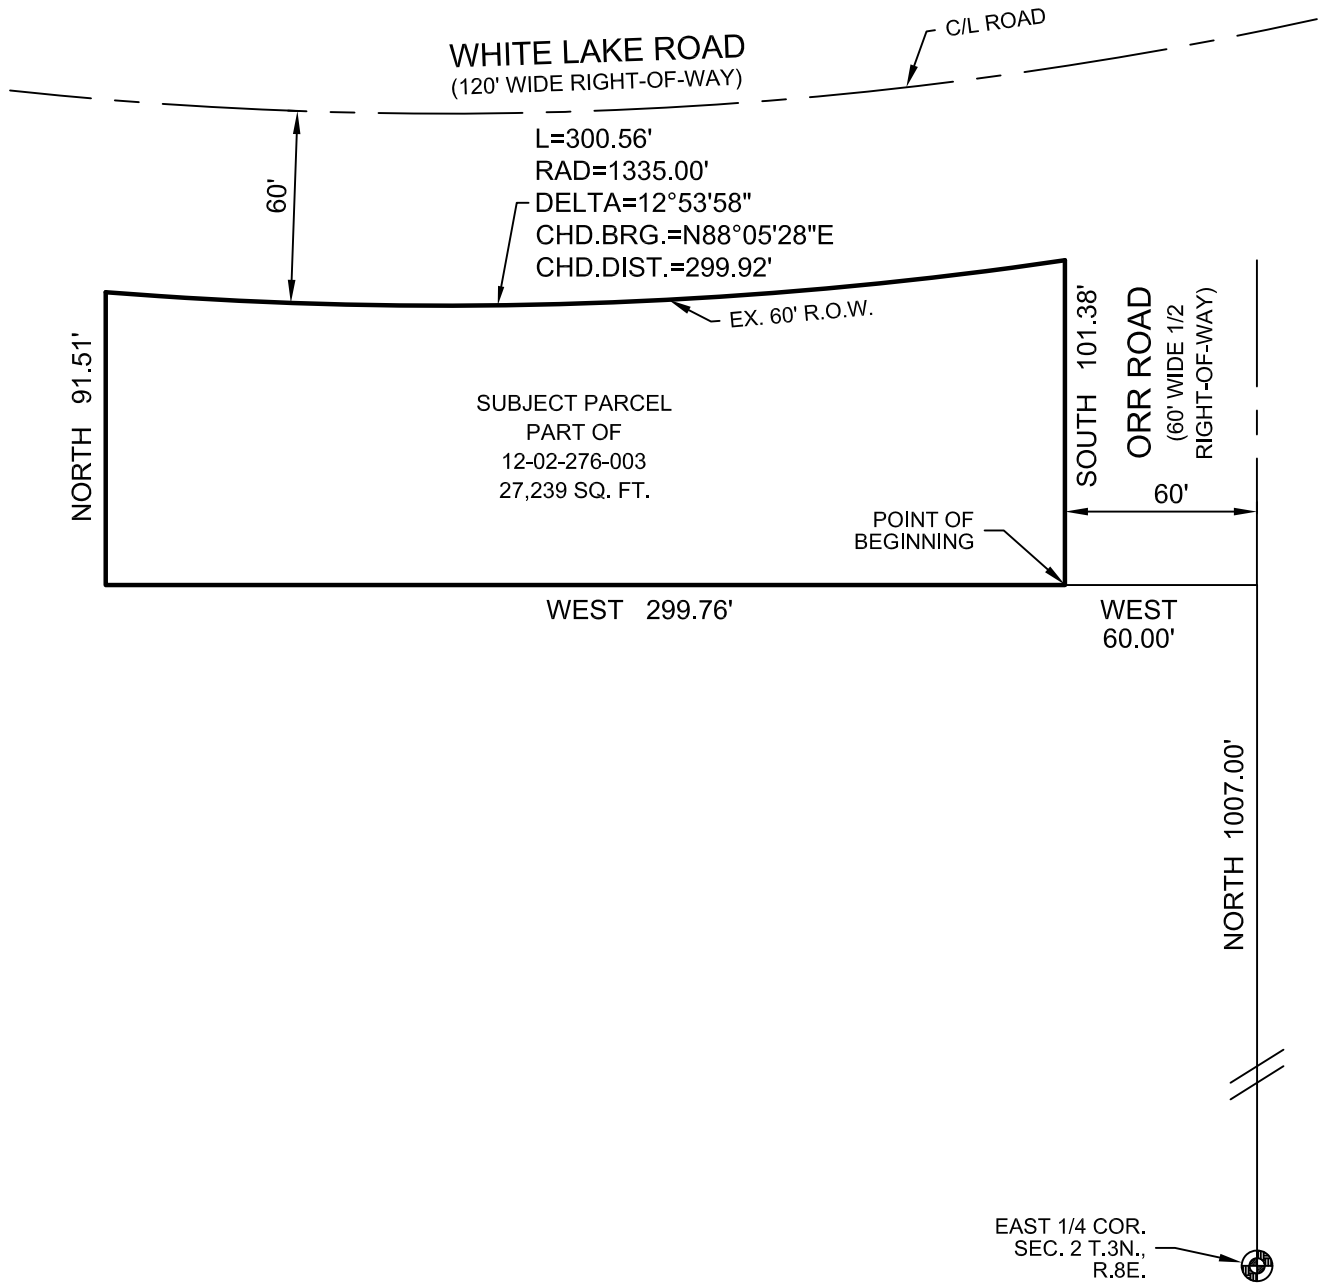 WHITE LAKE ROAD
(120' WIDE RIGHT-OF-WAY)
C/L ROAD
60'
L=300.56'
RAD=1335.00'
DELTA=12°53'58"
CHD.BRG.=N88°05'28"E
CHD.DIST.=299.92'
EX. 60' R.O.W.
NORTH 91.51'
SUBJECT PARCEL
PART OF
12-02-276-003
27,239 SQ. FT.
SOUTH 101.38'
ORR ROAD
(60' WIDE 1/2
RIGHT-OF-WAY)
60'
POINT OF
BEGINNING
WEST 299.76'
WEST
60.00'
NORTH 1007.00'
EAST 1/4 COR.
SEC. 2 T.3N.,
R.8E.